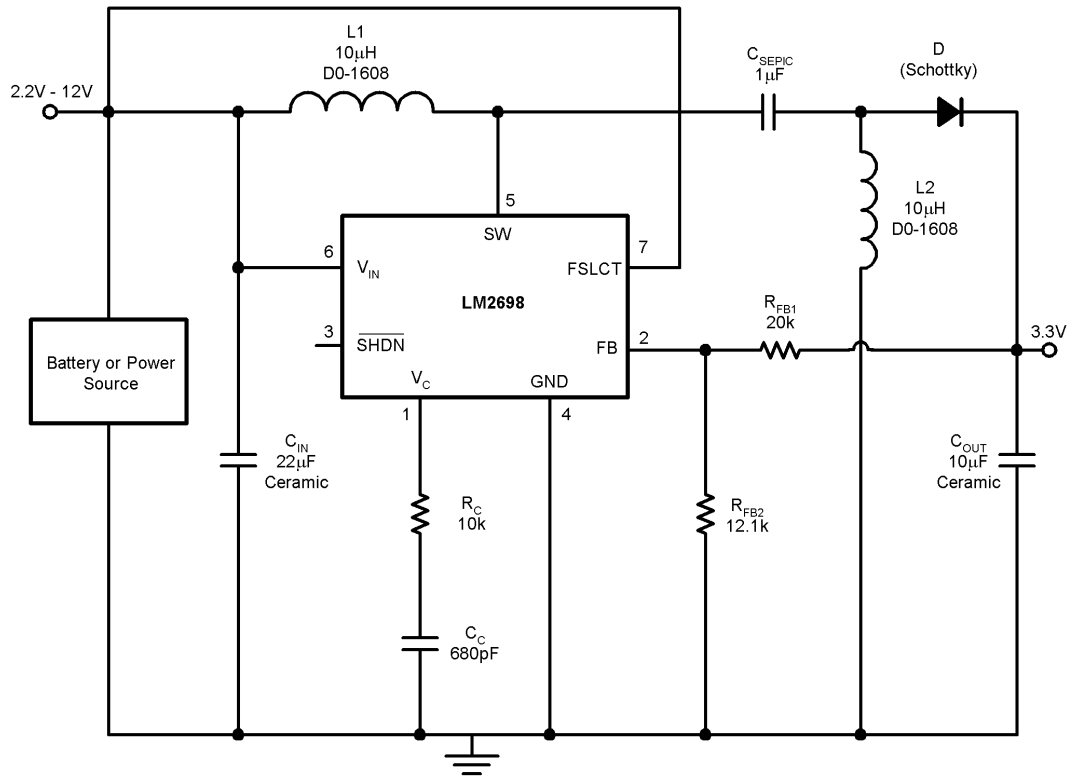 L1
10µH
D0-1608
C_SEPIC
1µF
D
(Schottky)
2.2V - 12V
5
SW
L2
10µH
D0-1608
6
V_IN
7
FSLCT
LM2698
3
SHDN
2
FB
R_FB1
20k
3.3V
Battery or Power
Source
V_C
GND
1
4
C_IN
22µF
Ceramic
C_OUT
10µF
Ceramic
R_C
10k
R_FB2
12.1k
C_C
680pF